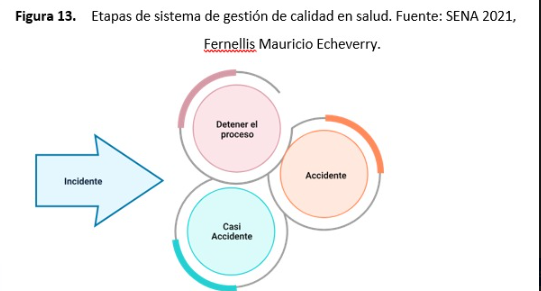 Figura 13. Etapas de sistema de gestión de calidad en salud. Fuente: SENA 2021,
Fernellis Mauricio Echeverry.
Detener el
proceso
Incidente
Accidente
Casi
Accidente